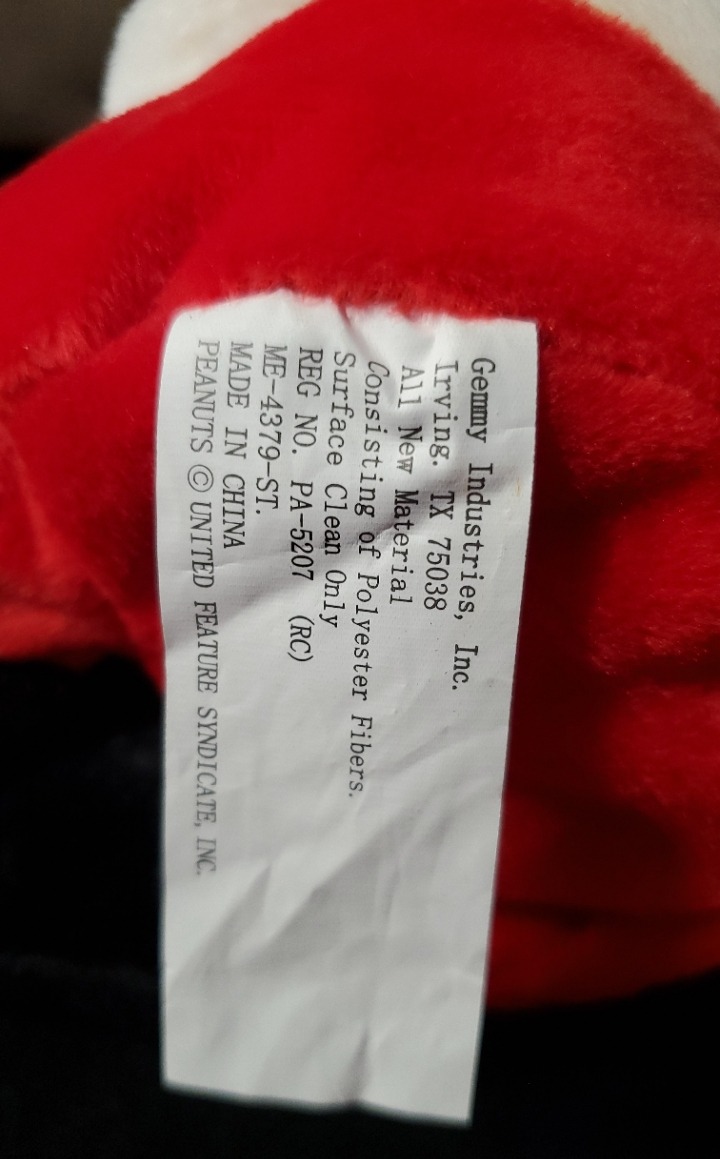 Gemmy Industries, Inc.
Irving. TX 75038
All New Material
Consisting of Polyester Fibers.
Surface Clean Only
REG NO. PA-5207 (RC)
ME-4379-ST.
MADE IN CHINA
PEANUTS © UNITED FEATURE SYNDICATE, INC.